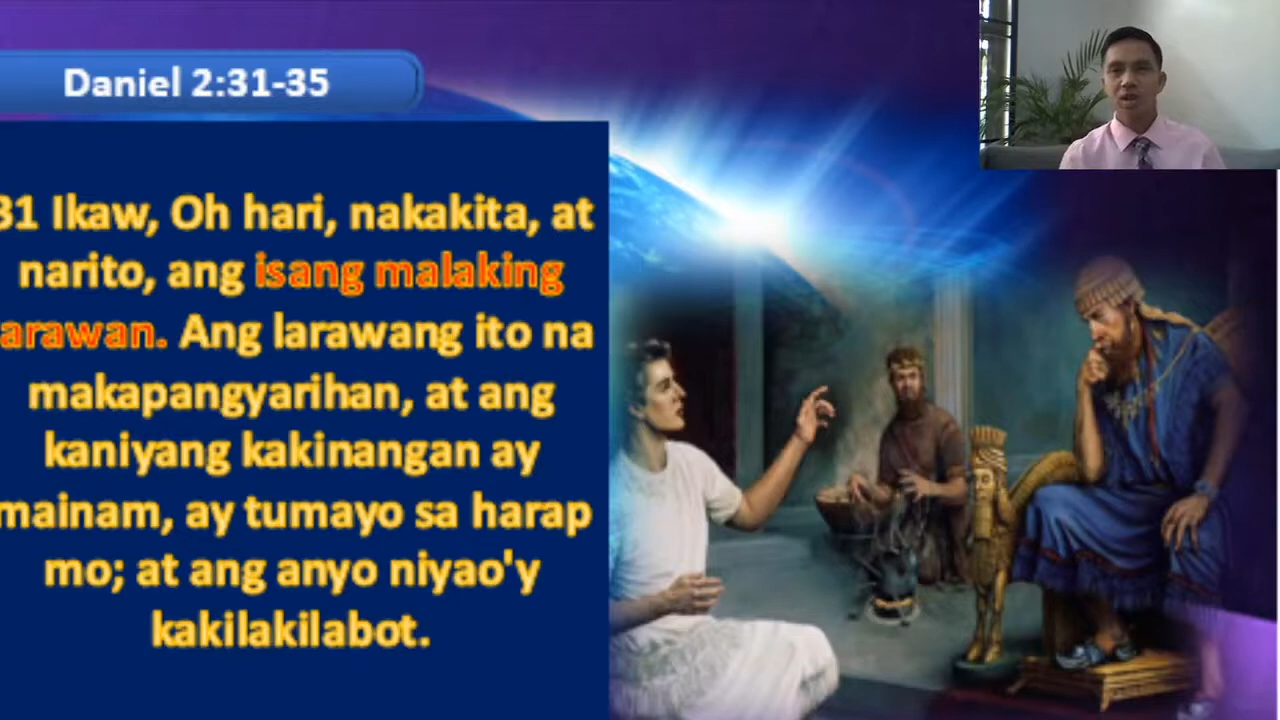 Daniel 2:31-35
31 Ikaw, Oh hari, nakakita, at
narito, ang isang malaking
larawan. Ang larawang ito na
makapangyarihan, at ang
kaniyang kakinangan ay
mainam, ay tumayo sa harap
mo; at ang anyo niyao'y
kakilakilabot.